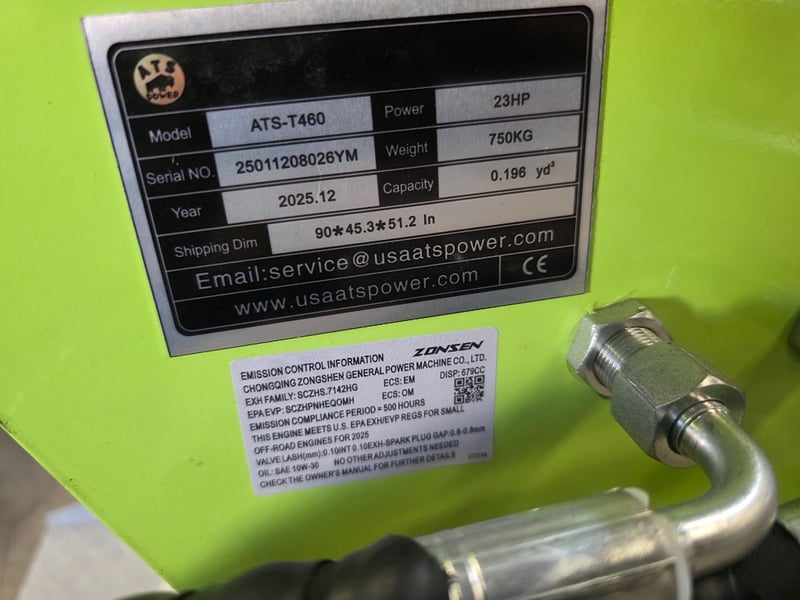 ATS
POWER
Model ATS-T460 Power 23HP
Serial NO. 25011208026YM Weight 750KG
Year 2025.12 Capacity 0.196 yd³
Shipping Dim 90*45.3*51.2 In
Email:service@usaatspower.com
www.usaatspower.com CE
EMISSION CONTROL INFORMATION ZONSEN
CHONGQING ZONGSHEN GENERAL POWER MACHINE CO., LTD.
EXH FAMILY: SCZHS.7142HG ECS: EM DISP: 679CC
EPA EVP: SCZHPNHEQOMH ECS: OM
EMISSION COMPLIANCE PERIOD = 500 HOURS
THIS ENGINE MEETS U.S. EPA EXH/EVP REGS FOR SMALL
OFF-ROAD ENGINES FOR 2025
VALVE LASH(mm):0.10INT 0.10EXH-SPARK PLUG GAP:0.6-0.8mm
OIL: SAE 10W-30 NO OTHER ADJUSTMENTS NEEDED
CHECK THE OWNER'S MANUAL FOR FURTHER DETAILS